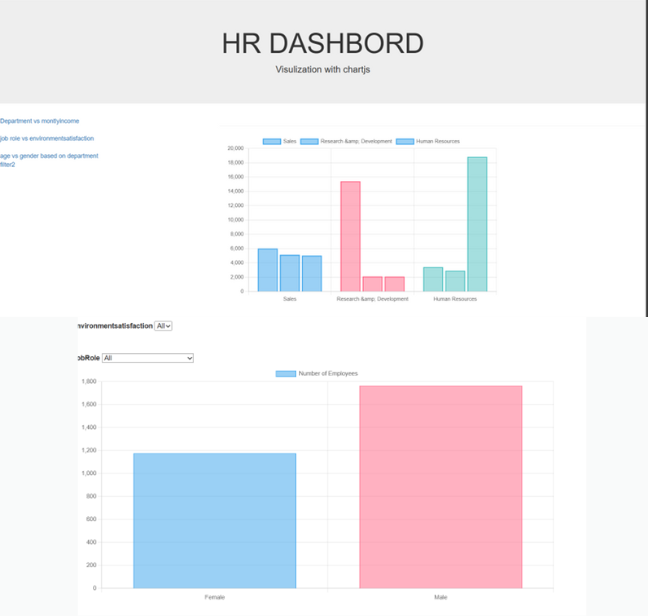 HR DASHBORD
Visulization with chartjs
Department vs montlyincome
job role vs environmentsatisfaction
age vs gender based on department
filter2
Sales Research &amp; Development Human Resources
20,000
18,000
16,000
14,000
12,000
10,000
8,000
6,000
4,000
2,000
0
Sales Research &amp; Development Human Resources
nvironmentsatisfaction All
obRole All
Number of Employees
1,800
1,600
1,400
1,200
1,000
800
600
400
200
0
Female Male